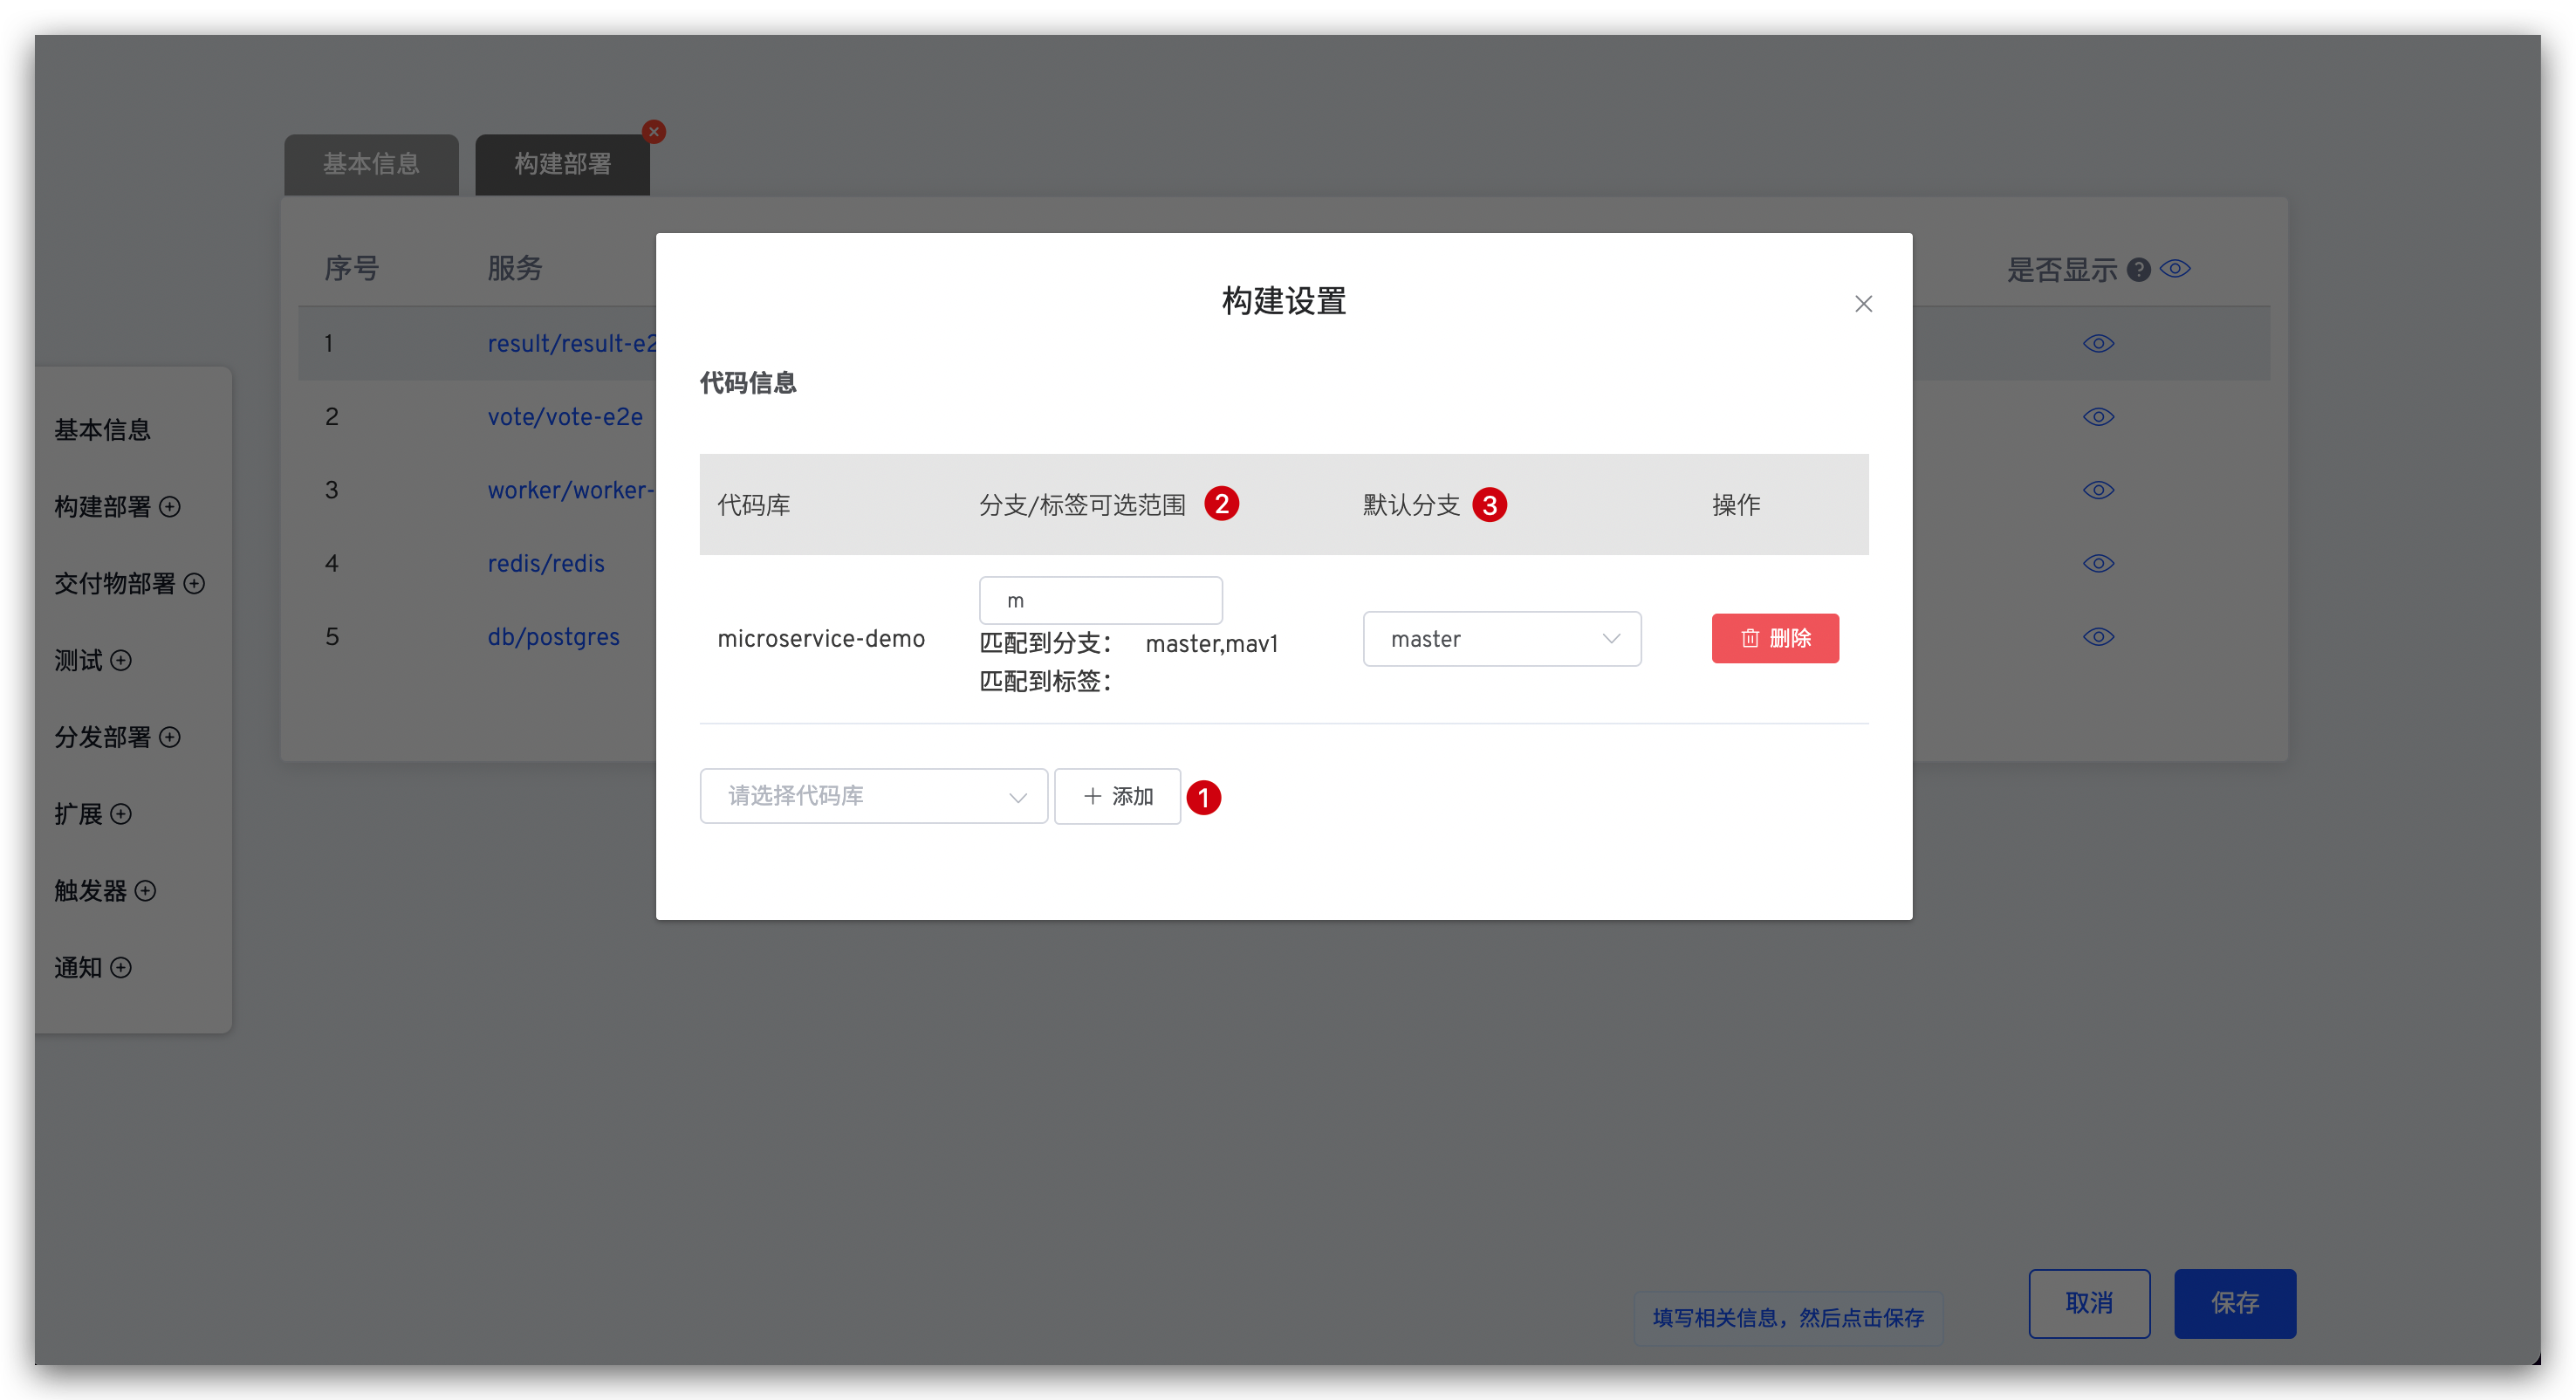 基本信息
构建部署
序号
服务
是否显示 ?
1
result/result-e2
2
vote/vote-e2e
3
worker/worker-
4
redis/redis
5
db/postgres
基本信息
构建部署
交付物部署
测试
分发部署
扩展
触发器
通知
构建设置
代码信息
代码库
分支/标签可选范围 2
默认分支 3
操作
microservice-demo
m
匹配到分支: master,mav1
匹配到标签:
master
删除
请选择代码库
添加 1
填写相关信息，然后点击保存
取消
保存